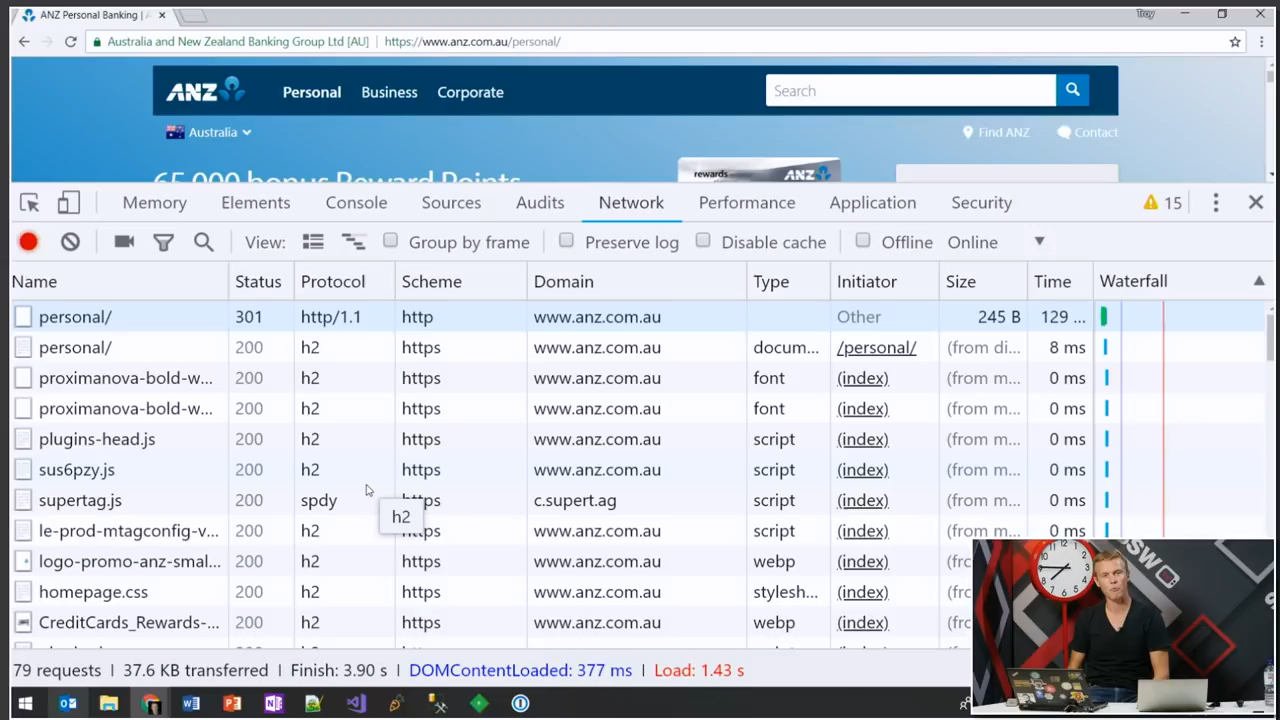 ANZ Personal Banking | A
Troy
Australia and New Zealand Banking Group Ltd [AU] | https://www.anz.com.au/personal/
ANZ Personal Business Corporate Search
Australia Find ANZ Contact
65,000 bonus Reward Points rewards ANZ
Memory Elements Console Sources Audits Network Performance Application Security 15
View: Group by frame Preserve log Disable cache Offline Online
Name Status Protocol Scheme Domain Type Initiator Size Time Waterfall
personal/ 301 http/1.1 http www.anz.com.au Other 245 B 129 ...
personal/ 200 h2 https www.anz.com.au docum... /personal/ (from di... 8 ms
proximanova-bold-w... 200 h2 https www.anz.com.au font (index) (from m... 0 ms
proximanova-bold-w... 200 h2 https www.anz.com.au font (index) (from m... 0 ms
plugins-head.js 200 h2 https www.anz.com.au script (index) (from m... 0 ms
sus6pzy.js 200 h2 https www.anz.com.au script (index) (from m... 0 ms
supertag.js 200 spdy https c.supert.ag script (index) (from m... 0 ms
h2
le-prod-mtagconfig-v... 200 h2 https www.anz.com.au script (index) (from m... 0 ms
logo-promo-anz-smal... 200 h2 https www.anz.com.au webp (index)
homepage.css 200 h2 https www.anz.com.au stylesh... (index)
CreditCards_Rewards-... 200 h2 https www.anz.com.au webp (index)
79 requests | 37.6 KB transferred | Finish: 3.90 s | DOMContentLoaded: 377 ms | Load: 1.43 s